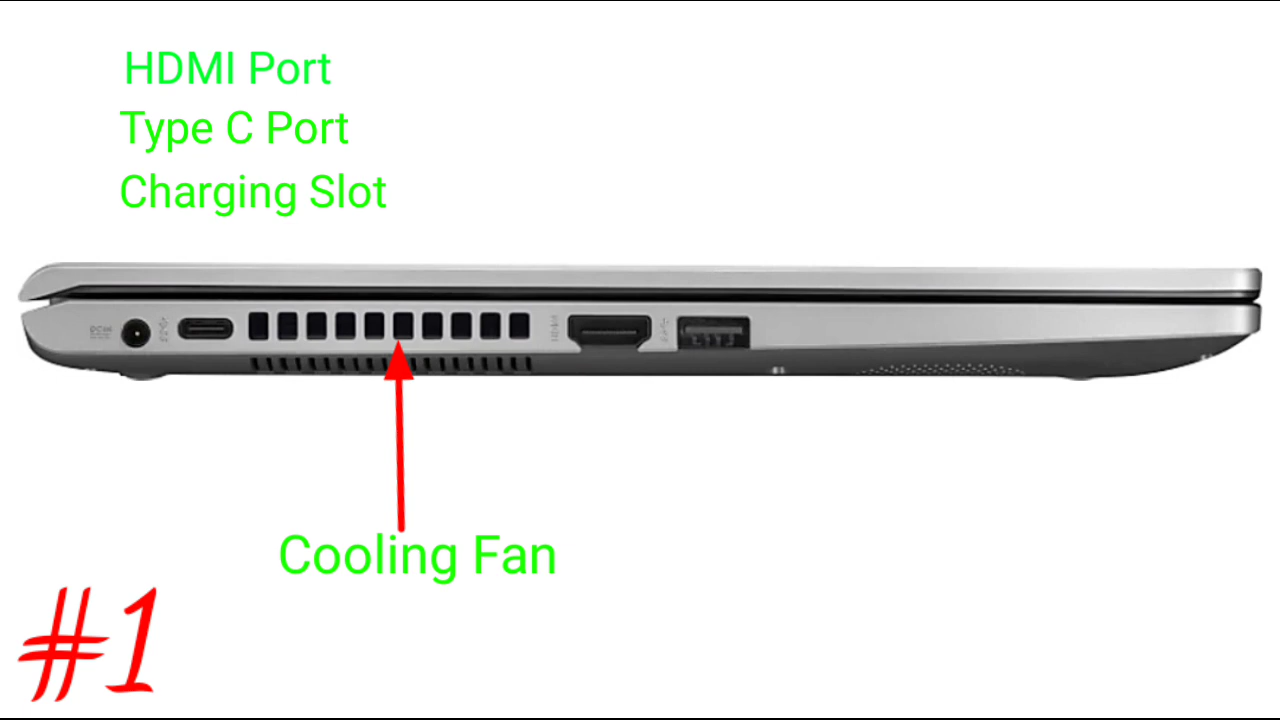 HDMI Port
Type C Port
Charging Slot
Cooling Fan
#1